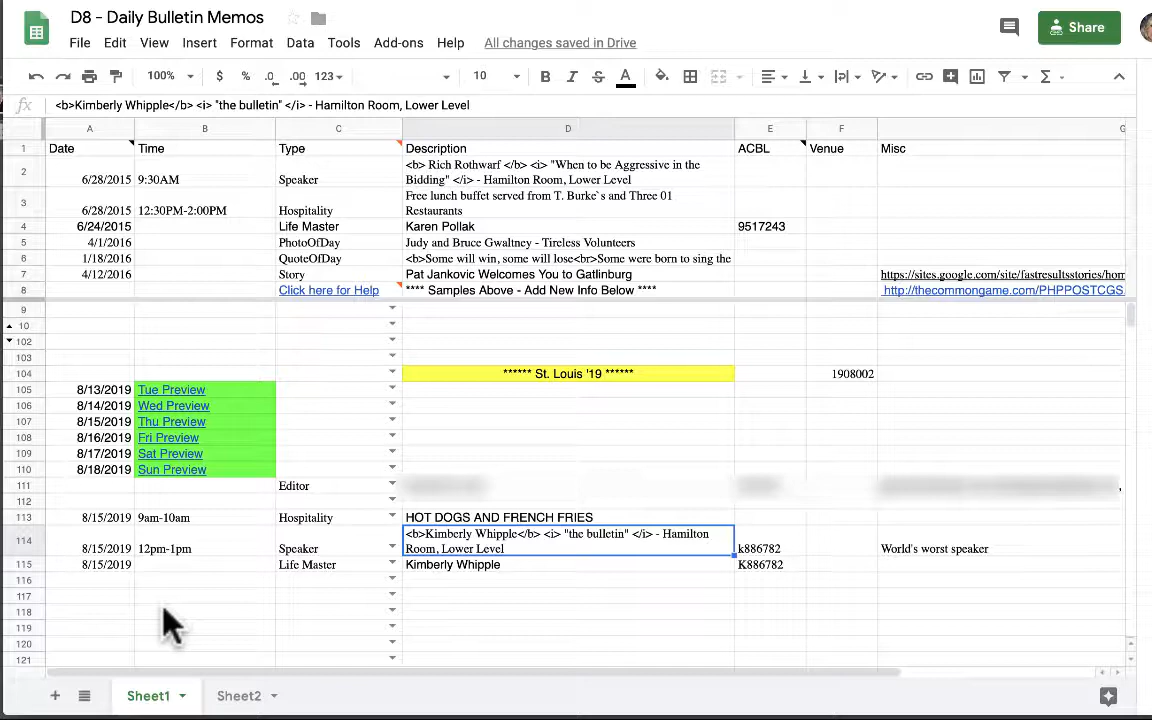 D8 - Daily Bulletin Memos
File Edit View Insert Format Data Tools Add-ons Help All changes saved in Drive
Share
100% $ % .0 .00 123 10 B I S A
fx <b>Kimberly Whipple</b> <i> "the bulletin" </i> - Hamilton Room, Lower Level
A B C D E F G
1 Date Time Type Description ACBL Venue Misc
<b> Rich Rothwarf </b> <i> "When to be Aggressive in the
2 6/28/2015 9:30AM Speaker Bidding" </i> - Hamilton Room, Lower Level
Free lunch buffet served from T. Burke`s and Three 01
3 6/28/2015 12:30PM-2:00PM Hospitality Restaurants
4 6/24/2015 Life Master Karen Pollak 9517243
5 4/1/2016 PhotoOfDay Judy and Bruce Gwaltney - Tireless Volunteers
6 1/18/2016 QuoteOfDay <b>Some will win, some will lose<br>Some were born to sing the
7 4/12/2016 Story Pat Jankovic Welcomes You to Gatlinburg https://sites.google.com/site/fastresultsstories/hom
8 Click here for Help **** Samples Above - Add New Info Below **** http://thecommongame.com/PHPPOSTCGS
9
10
102
103
104 ****** St. Louis '19 ****** 1908002
105 8/13/2019 Tue Preview
106 8/14/2019 Wed Preview
107 8/15/2019 Thu Preview
108 8/16/2019 Fri Preview
109 8/17/2019 Sat Preview
110 8/18/2019 Sun Preview
111 Editor ,
112
113 8/15/2019 9am-10am Hospitality HOT DOGS AND FRENCH FRIES
<b>Kimberly Whipple</b> <i> "the bulletin" </i> - Hamilton
114 8/15/2019 12pm-1pm Speaker Room, Lower Level k886782 World's worst speaker
115 8/15/2019 Life Master Kimberly Whipple K886782
116
117
118
119
120
121
Sheet1 Sheet2